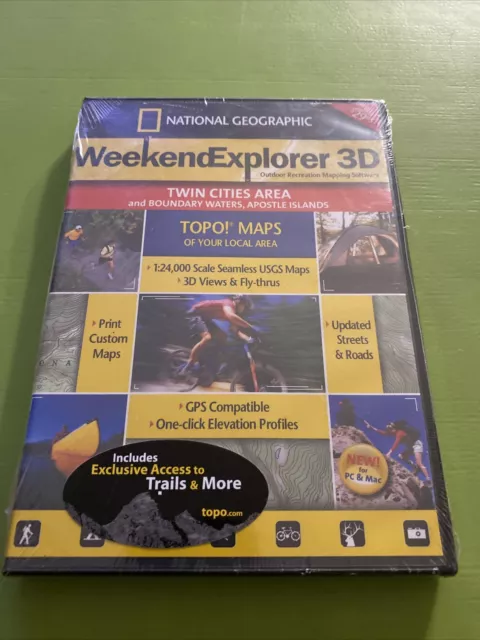 NATIONAL GEOGRAPHIC
WeekendExplorer 3D
Outdoor Recreation Mapping Software
TWIN CITIES AREA
and BOUNDARY WATERS, APOSTLE ISLANDS
TOPO!® MAPS
OF YOUR LOCAL AREA
1:24,000 Scale Seamless USGS Maps
3D Views & Fly-thrus
Print
Custom
Maps
Updated
Streets
& Roads
GPS Compatible
One-click Elevation Profiles
Includes
Exclusive Access to
Trails & More
topo.com
NEW!
for
PC & Mac